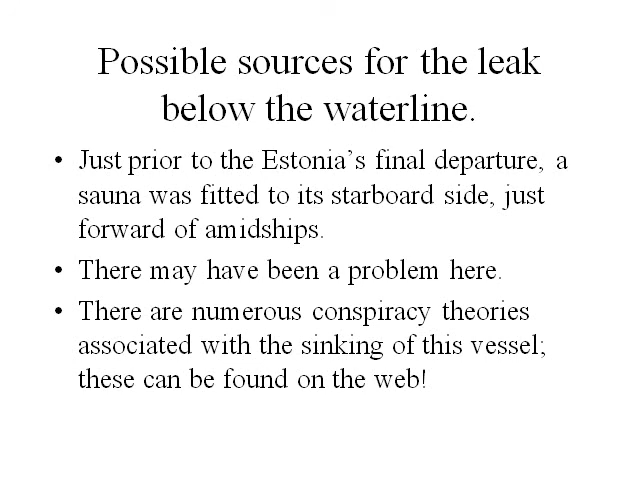 Possible sources for the leak
below the waterline.
• Just prior to the Estonia’s final departure, a
sauna was fitted to its starboard side, just
forward of amidships.
• There may have been a problem here.
• There are numerous conspiracy theories
associated with the sinking of this vessel;
these can be found on the web!